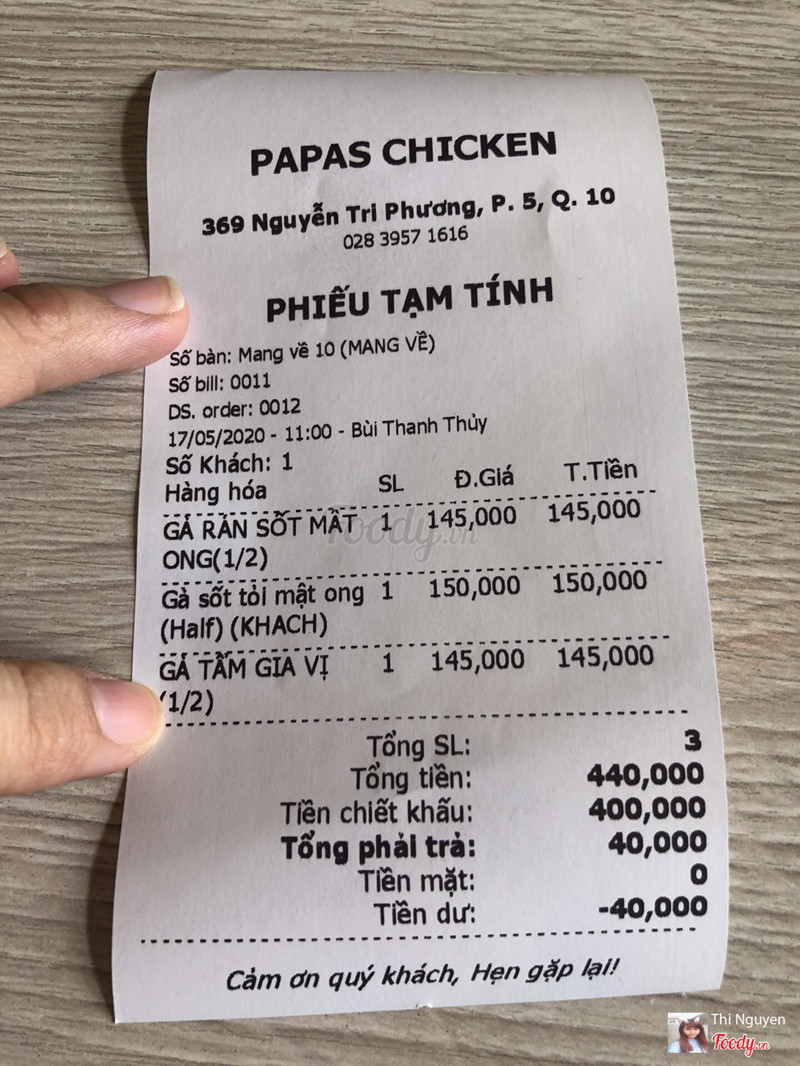 PAPAS CHICKEN
369 Nguyễn Tri Phương, P. 5, Q. 10
028 3957 1616
PHIẾU TẠM TÍNH
Số bàn: Mang về 10 (MANG VỀ)
Số bill: 0011
DS. order: 0012
17/05/2020 - 11:00 - Bùi Thanh Thủy
Số Khách: 1
Hàng hóa SL Đ.Giá T.Tiền
GÀ RÁN SỐT MẬT 1 145,000 145,000
ONG(1/2)
Gà sốt tỏi mật ong 1 150,000 150,000
(Half) (KHACH)
GÀ TẨM GIA VỊ 1 145,000 145,000
(1/2)
Tổng SL: 3
Tổng tiền: 440,000
Tiền chiết khấu: 400,000
Tổng phải trả: 40,000
Tiền mặt: 0
Tiền dư: -40,000
Cảm ơn quý khách, Hẹn gặp lại!
Foody.vn
Thi Nguyen
Foody.vn